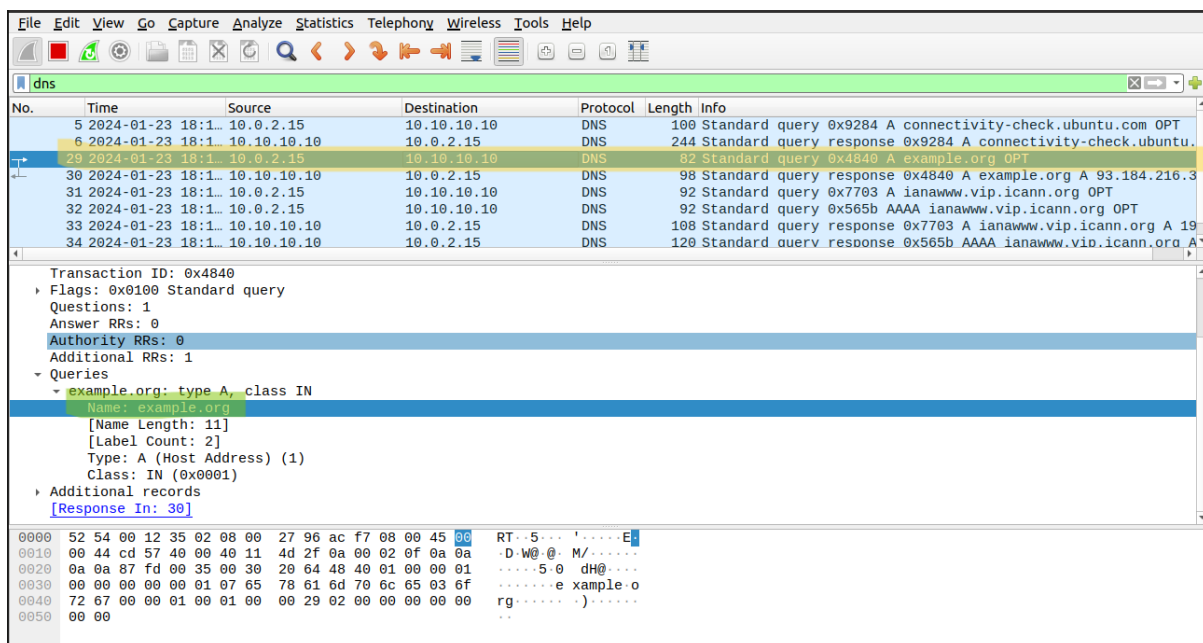 File Edit View Go Capture Analyze Statistics Telephony Wireless Tools Help
dns
No. Time Source Destination Protocol Length Info
5 2024-01-23 18:1… 10.0.2.15 10.10.10.10 DNS 100 Standard query 0x9284 A connectivity-check.ubuntu.com OPT
6 2024-01-23 18:1… 10.10.10.10 10.0.2.15 DNS 244 Standard query response 0x9284 A connectivity-check.ubuntu.
29 2024-01-23 18:1… 10.0.2.15 10.10.10.10 DNS 82 Standard query 0x4840 A example.org OPT
30 2024-01-23 18:1… 10.10.10.10 10.0.2.15 DNS 98 Standard query response 0x4840 A example.org A 93.184.216.3
31 2024-01-23 18:1… 10.0.2.15 10.10.10.10 DNS 92 Standard query 0x7703 A ianawww.vip.icann.org OPT
32 2024-01-23 18:1… 10.0.2.15 10.10.10.10 DNS 92 Standard query 0x565b AAAA ianawww.vip.icann.org OPT
33 2024-01-23 18:1… 10.10.10.10 10.0.2.15 DNS 108 Standard query response 0x7703 A ianawww.vip.icann.org A 19
34 2024-01-23 18:1… 10.10.10.10 10.0.2.15 DNS 120 Standard query response 0x565b AAAA ianawww.vip.icann.org A
Transaction ID: 0x4840
Flags: 0x0100 Standard query
Questions: 1
Answer RRs: 0
Authority RRs: 0
Additional RRs: 1
Queries
example.org: type A, class IN
Name: example.org
[Name Length: 11]
[Label Count: 2]
Type: A (Host Address) (1)
Class: IN (0x0001)
Additional records
[Response In: 30]
0000 52 54 00 12 35 02 08 00 27 96 ac f7 08 00 45 00 RT··5···'·····E·
0010 00 44 cd 57 40 00 40 11 4d 2f 0a 00 02 0f 0a 0a ·D·W@·@·M/······
0020 0a 0a 87 fd 00 35 00 30 20 64 48 40 01 00 00 01 ·····5·0 dH@····
0030 00 00 00 00 00 01 07 65 78 61 6d 70 6c 65 03 6f ·······e xample·o
0040 72 67 00 00 01 00 01 00 00 29 02 00 00 00 00 00 rg······ ·)······
0050 00 00 ··